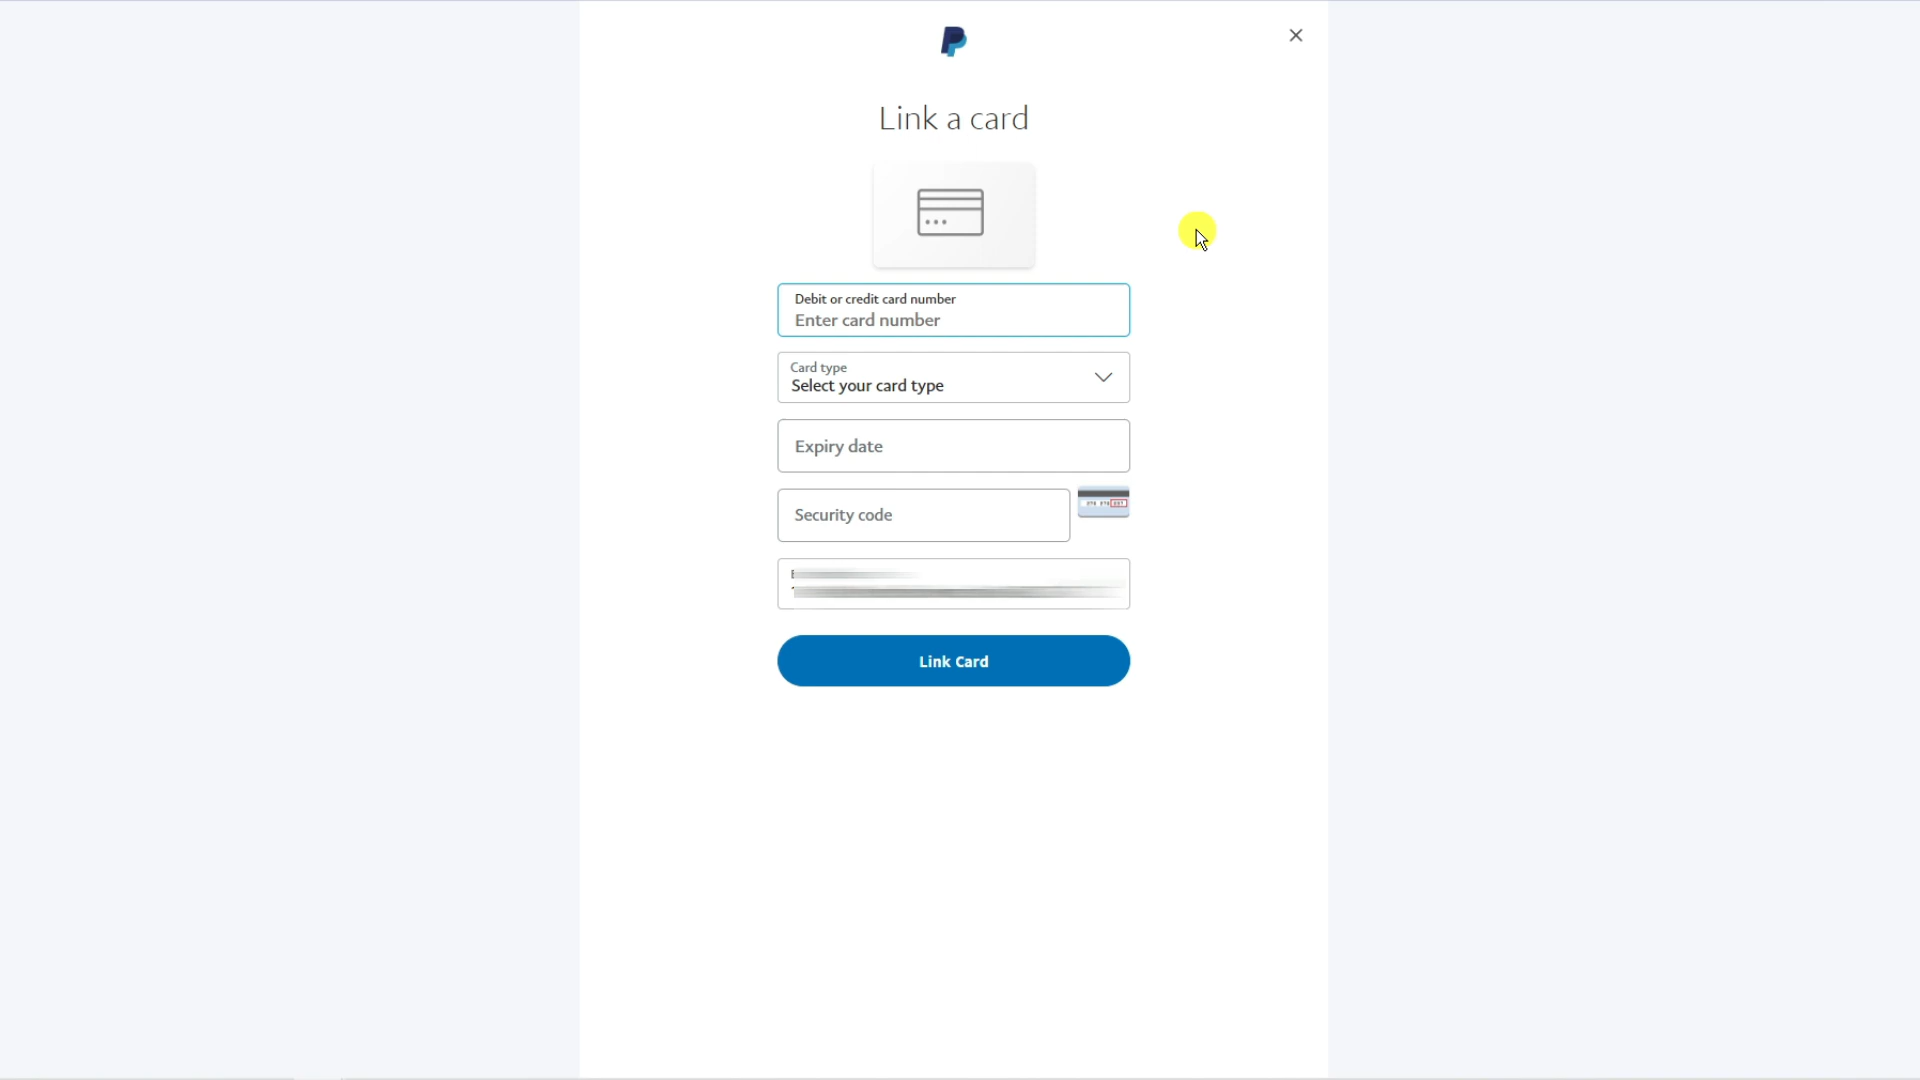 Link a card
Debit or credit card number
Enter card number
Card type
Select your card type
Expiry date
Security code
Link Card